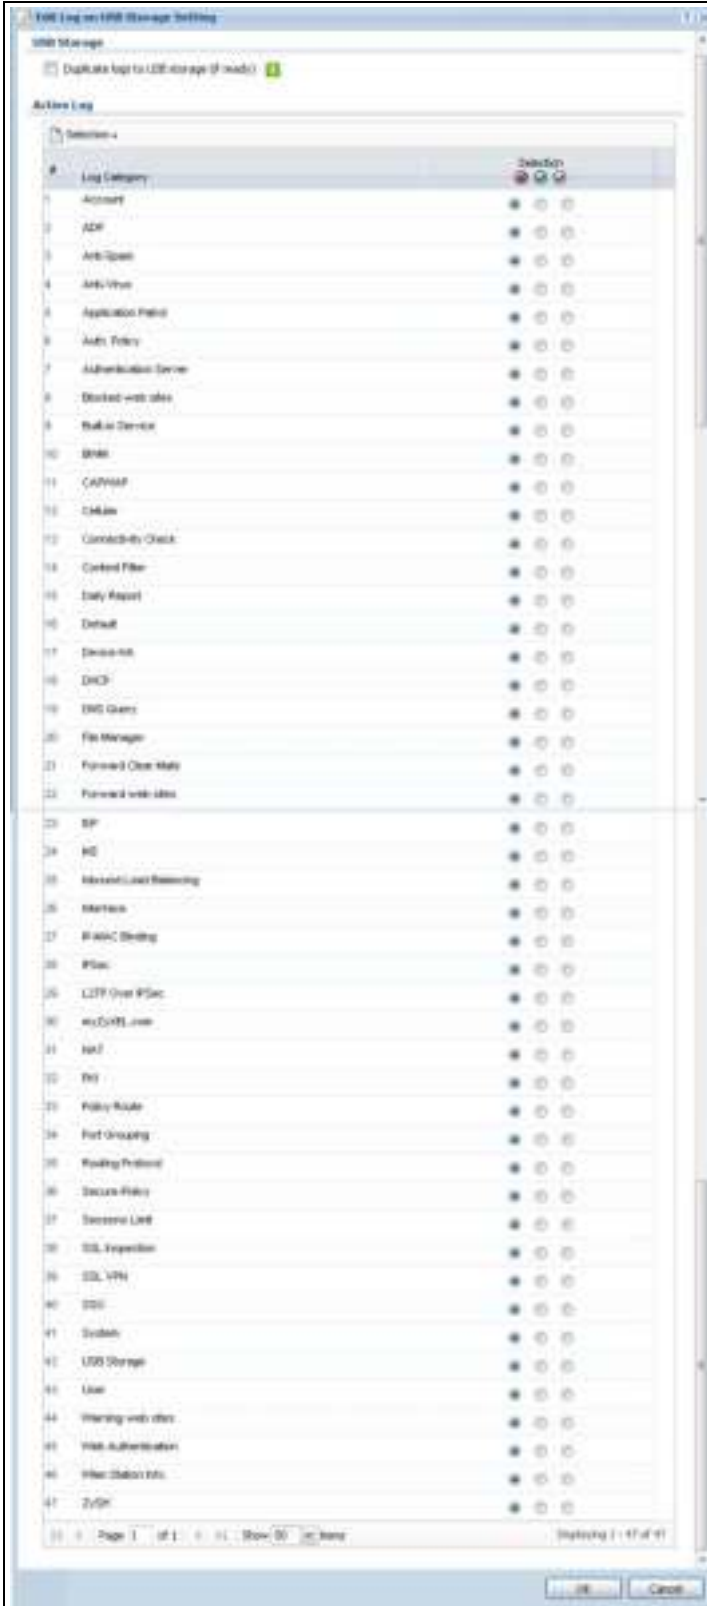 Edit Log on USB Storage Setting
USB Storage
Duplicate logs to USB storage (if ready)
Active Log
Selection
# Log Category Selection
1 Account
2 ADP
3 Anti-Spam
4 Anti-Virus
5 Application Patrol
6 Auth. Policy
7 Authentication Server
8 Blocked web sites
9 Built-in Service
10 BWM
11 CAPWAP
12 Cellular
13 Connectivity Check
14 Content Filter
15 Daily Report
16 Default
17 Device HA
18 DHCP
19 DNS Query
20 File Manager
21 Forward Clear Mails
22 Forward web sites
23 IDP
24 IKE
25 Inbound Load Balancing
26 Interface
27 IP-MAC Binding
28 IPSec
29 L2TP Over IPSec
30 myZyXEL.com
31 NAT
32 PKI
33 Policy Route
34 Port Grouping
35 Routing Protocol
36 Secure Policy
37 Sessions Limit
38 SSL Inspection
39 SSL VPN
40 SSO
41 System
42 USB Storage
43 User
44 Warning web sites
45 Web Authentication
46 Wlan Station Info.
47 ZySH
Page 1 of 1 Show 50 items Displaying 1 - 47 of 47
OK Cancel